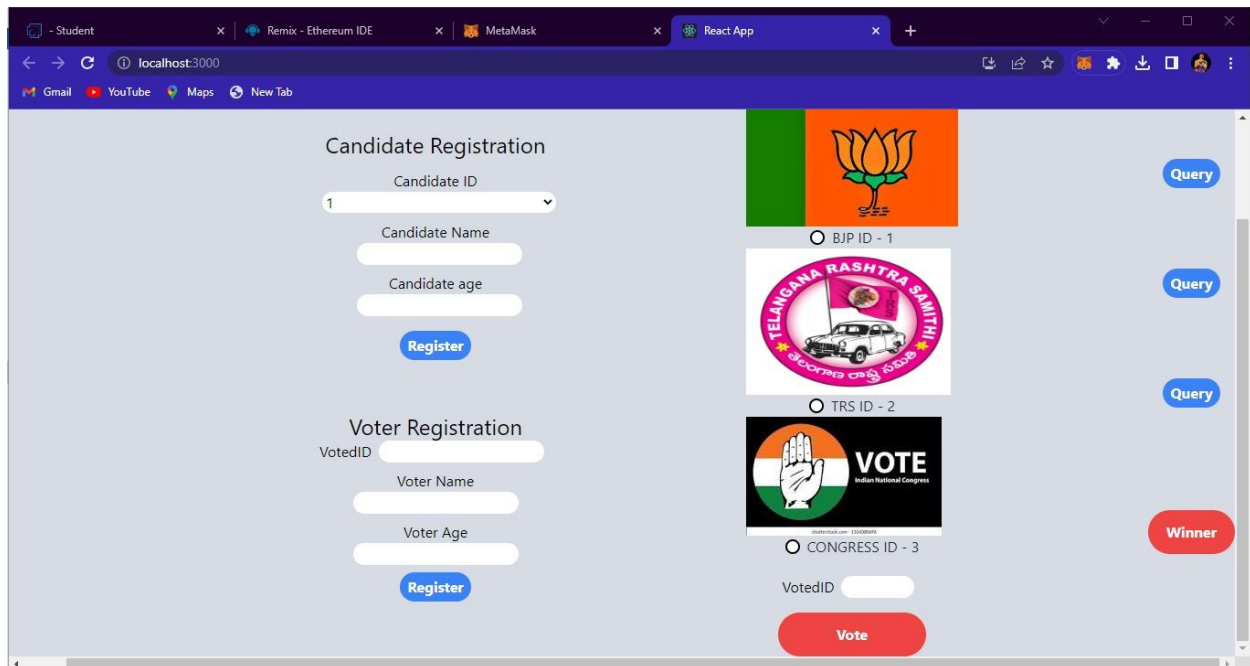 - Student
Remix - Ethereum IDE
MetaMask
React App
localhost:3000
Gmail
YouTube
Maps
New Tab
Candidate Registration
Candidate ID
1
Candidate Name
Candidate age
Register
Voter Registration
VotedID
Voter Name
Voter Age
Register
BJP ID - 1
TELANGANA RASHTRA SAMITHI
TRS
తెలంగాణ రాష్ట్ర సమితి
TRS ID - 2
VOTE
Indian National Congress
CONGRESS ID - 3
VotedID
Vote
Query
Query
Query
Winner